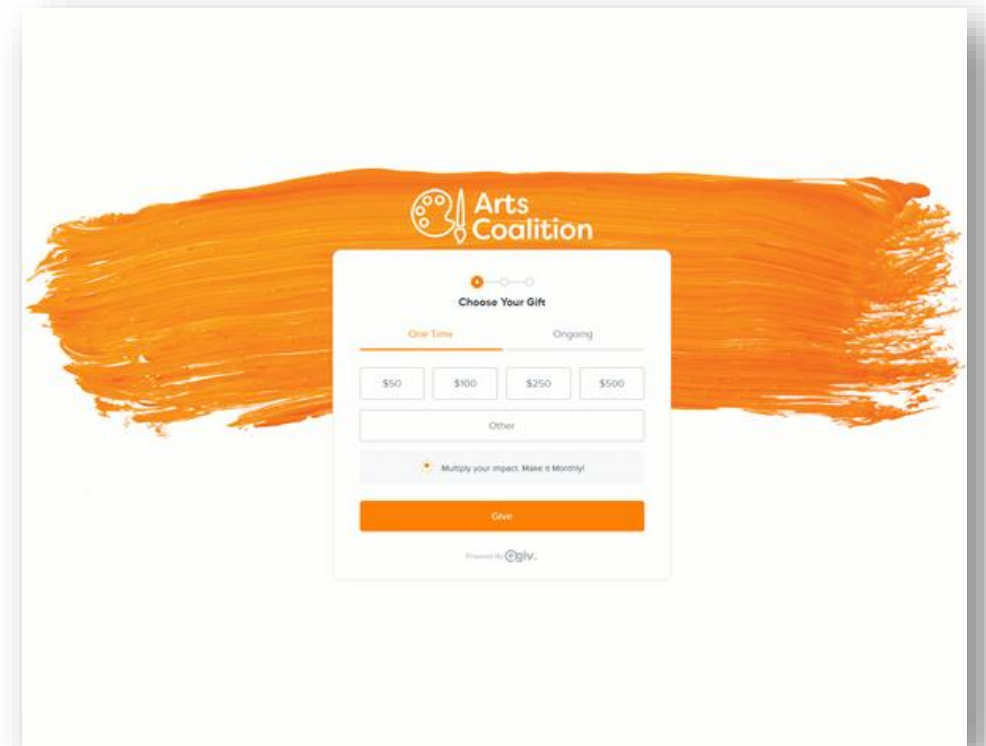 Arts
Coalition
Choose Your Gift
One Time
Ongoing
$50
$100
$250
$500
Other
Multiply your impact. Make it Monthly!
Give
Powered By Qgiv